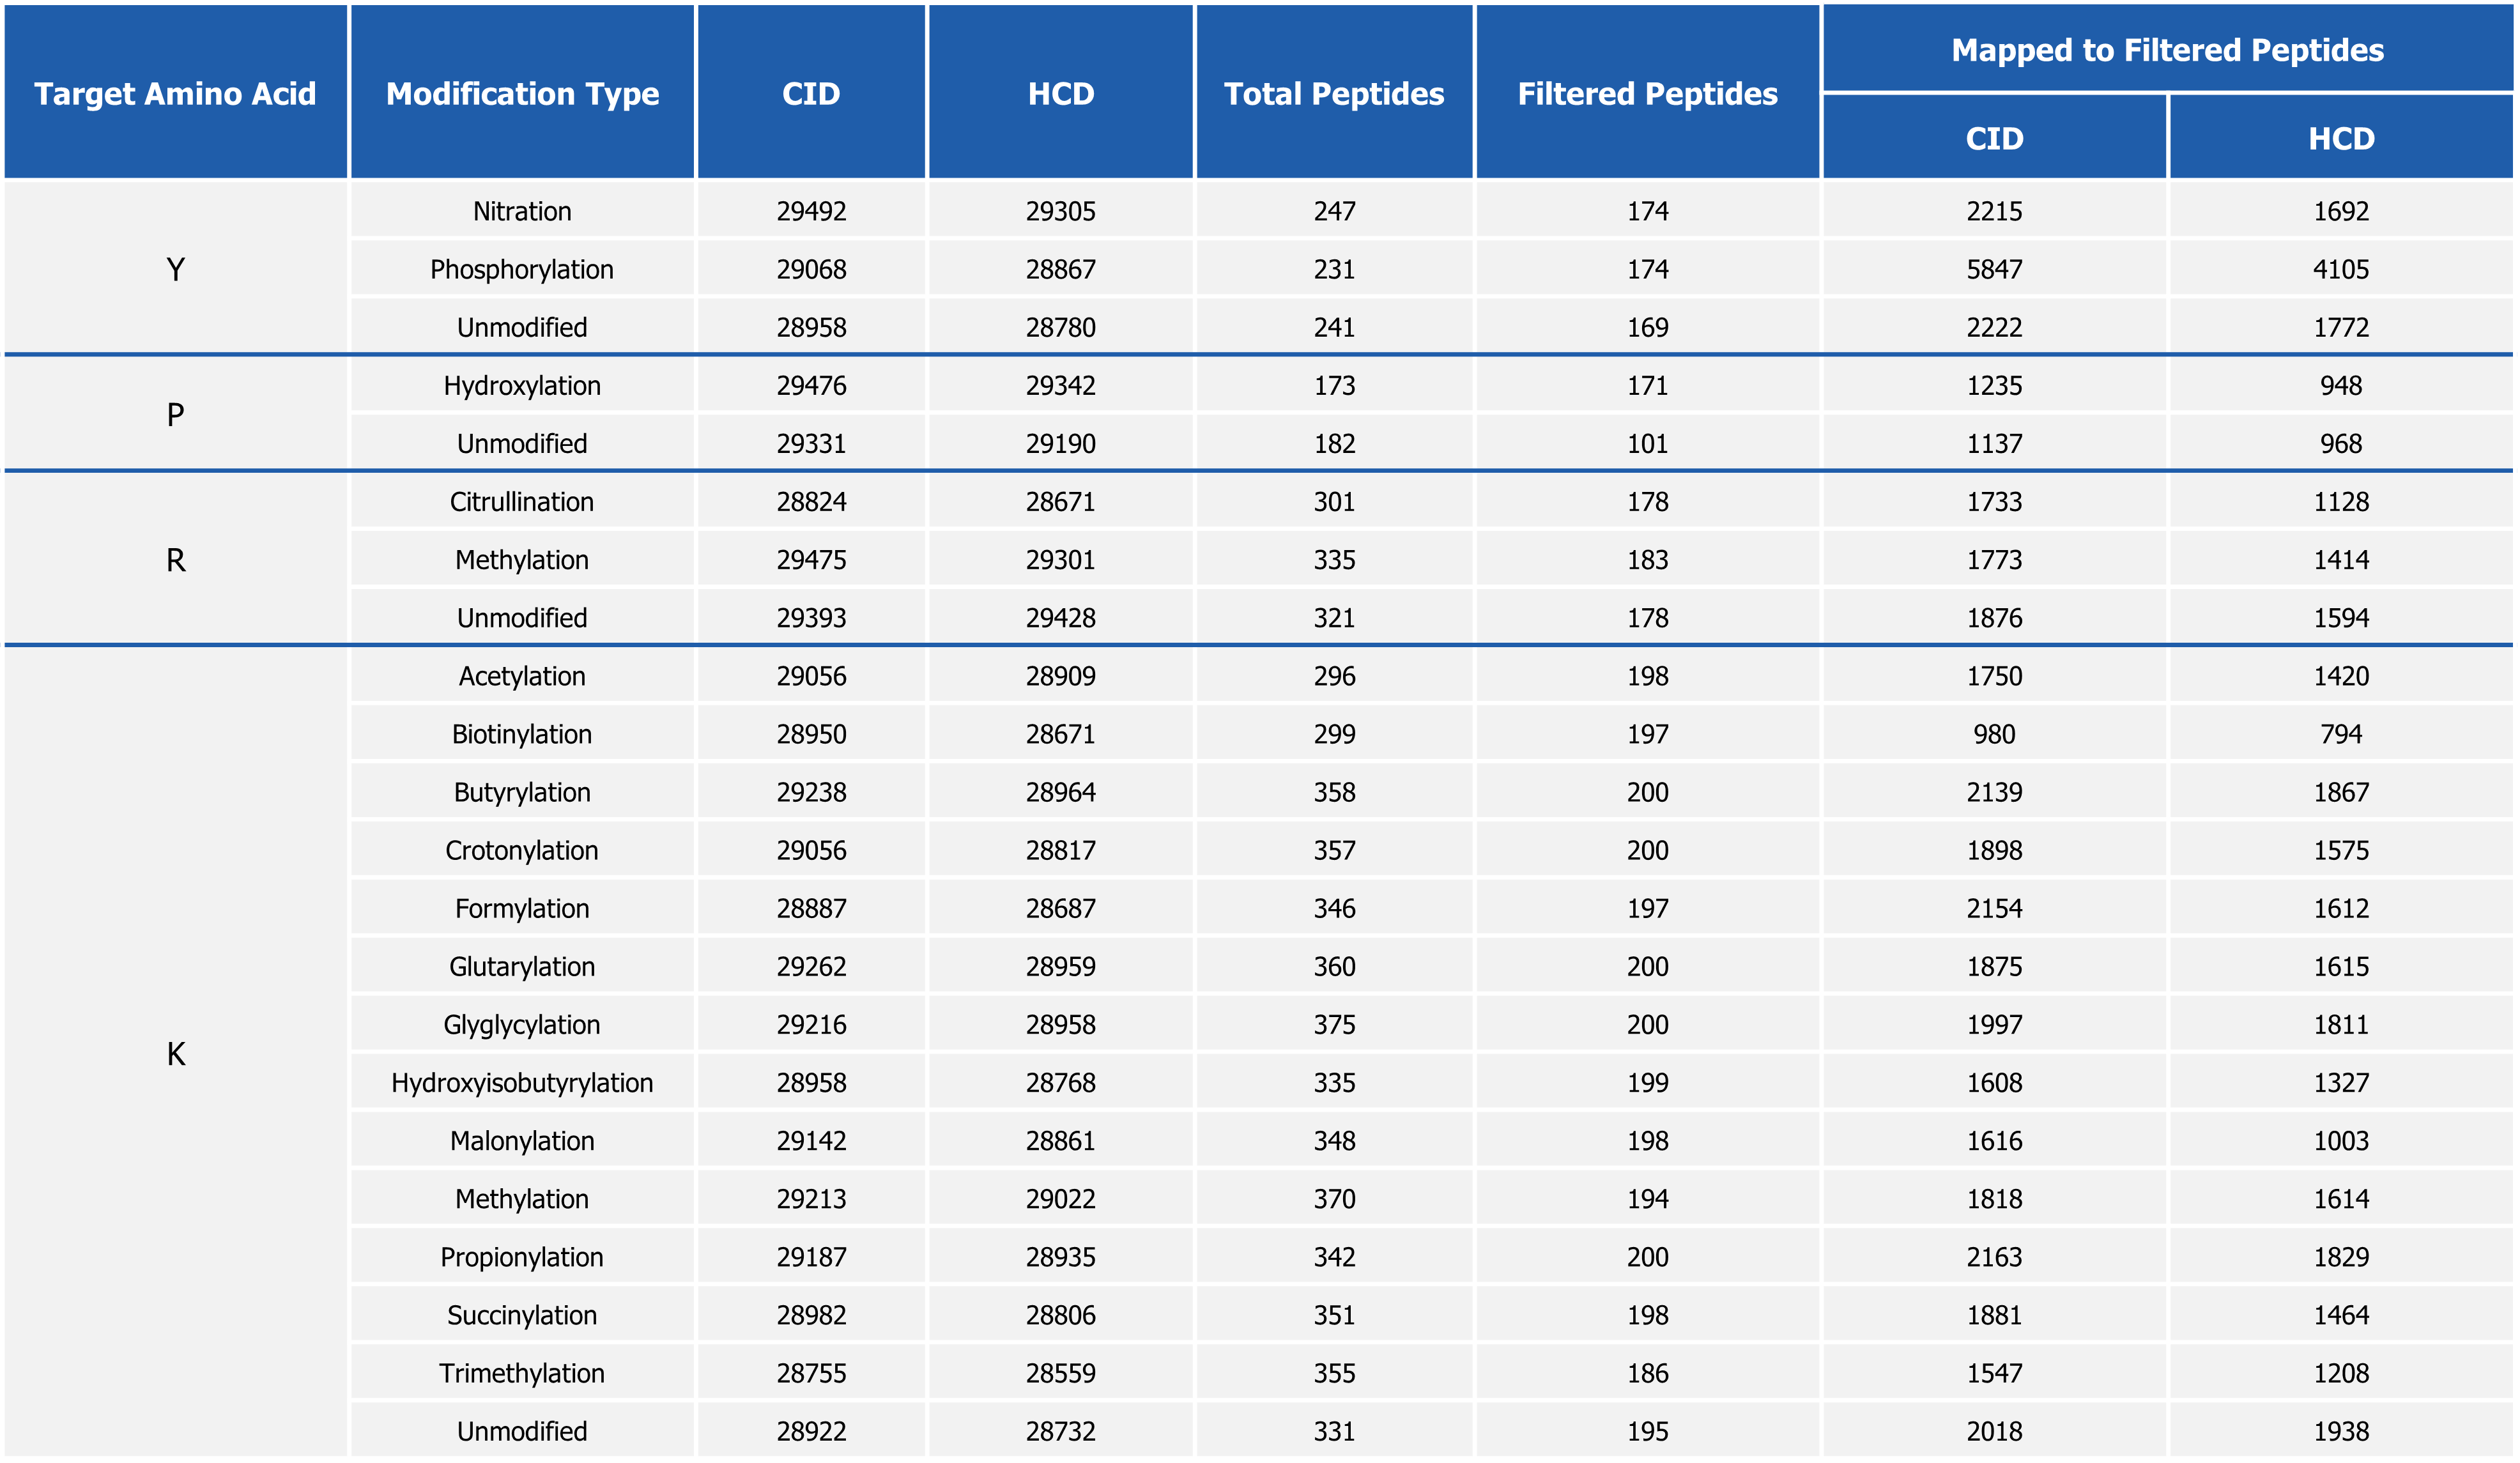 Target Amino Acid Modification Type CID HCD Total Peptides Filtered Peptides Mapped to Filtered Peptides
CID HCD
Y
Nitration 29492 29305 247 174 2215 1692
Phosphorylation 29068 28867 231 174 5847 4105
Unmodified 28958 28780 241 169 2222 1772
P
Hydroxylation 29476 29342 173 171 1235 948
Unmodified 29331 29190 182 101 1137 968
R
Citrullination 28824 28671 301 178 1733 1128
Methylation 29475 29301 335 183 1773 1414
Unmodified 29393 29428 321 178 1876 1594
K
Acetylation 29056 28909 296 198 1750 1420
Biotinylation 28950 28671 299 197 980 794
Butyrylation 29238 28964 358 200 2139 1867
Crotonylation 29056 28817 357 200 1898 1575
Formylation 28887 28687 346 197 2154 1612
Glutarylation 29262 28959 360 200 1875 1615
Glyglycylation 29216 28958 375 200 1997 1811
Hydroxyisobutyrylation 28958 28768 335 199 1608 1327
Malonylation 29142 28861 348 198 1616 1003
Methylation 29213 29022 370 194 1818 1614
Propionylation 29187 28935 342 200 2163 1829
Succinylation 28982 28806 351 198 1881 1464
Trimethylation 28755 28559 355 186 1547 1208
Unmodified 28922 28732 331 195 2018 1938